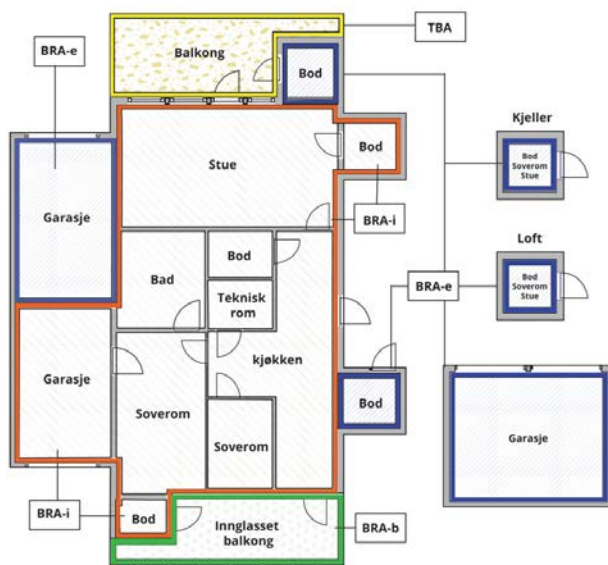 TBA
BRA-e
Balkong
Bod
Kjeller
Bod
Soverom
Stue
Stue
Bod
BRA-i
Garasje
Loft
Bod
Soverom
Stue
Bad
Bod
Teknisk
rom
BRA-e
Garasje
kjøkken
Bod
Soverom
Soverom
Garasje
BRA-i
Bod
Innglasset
balkong
BRA-b